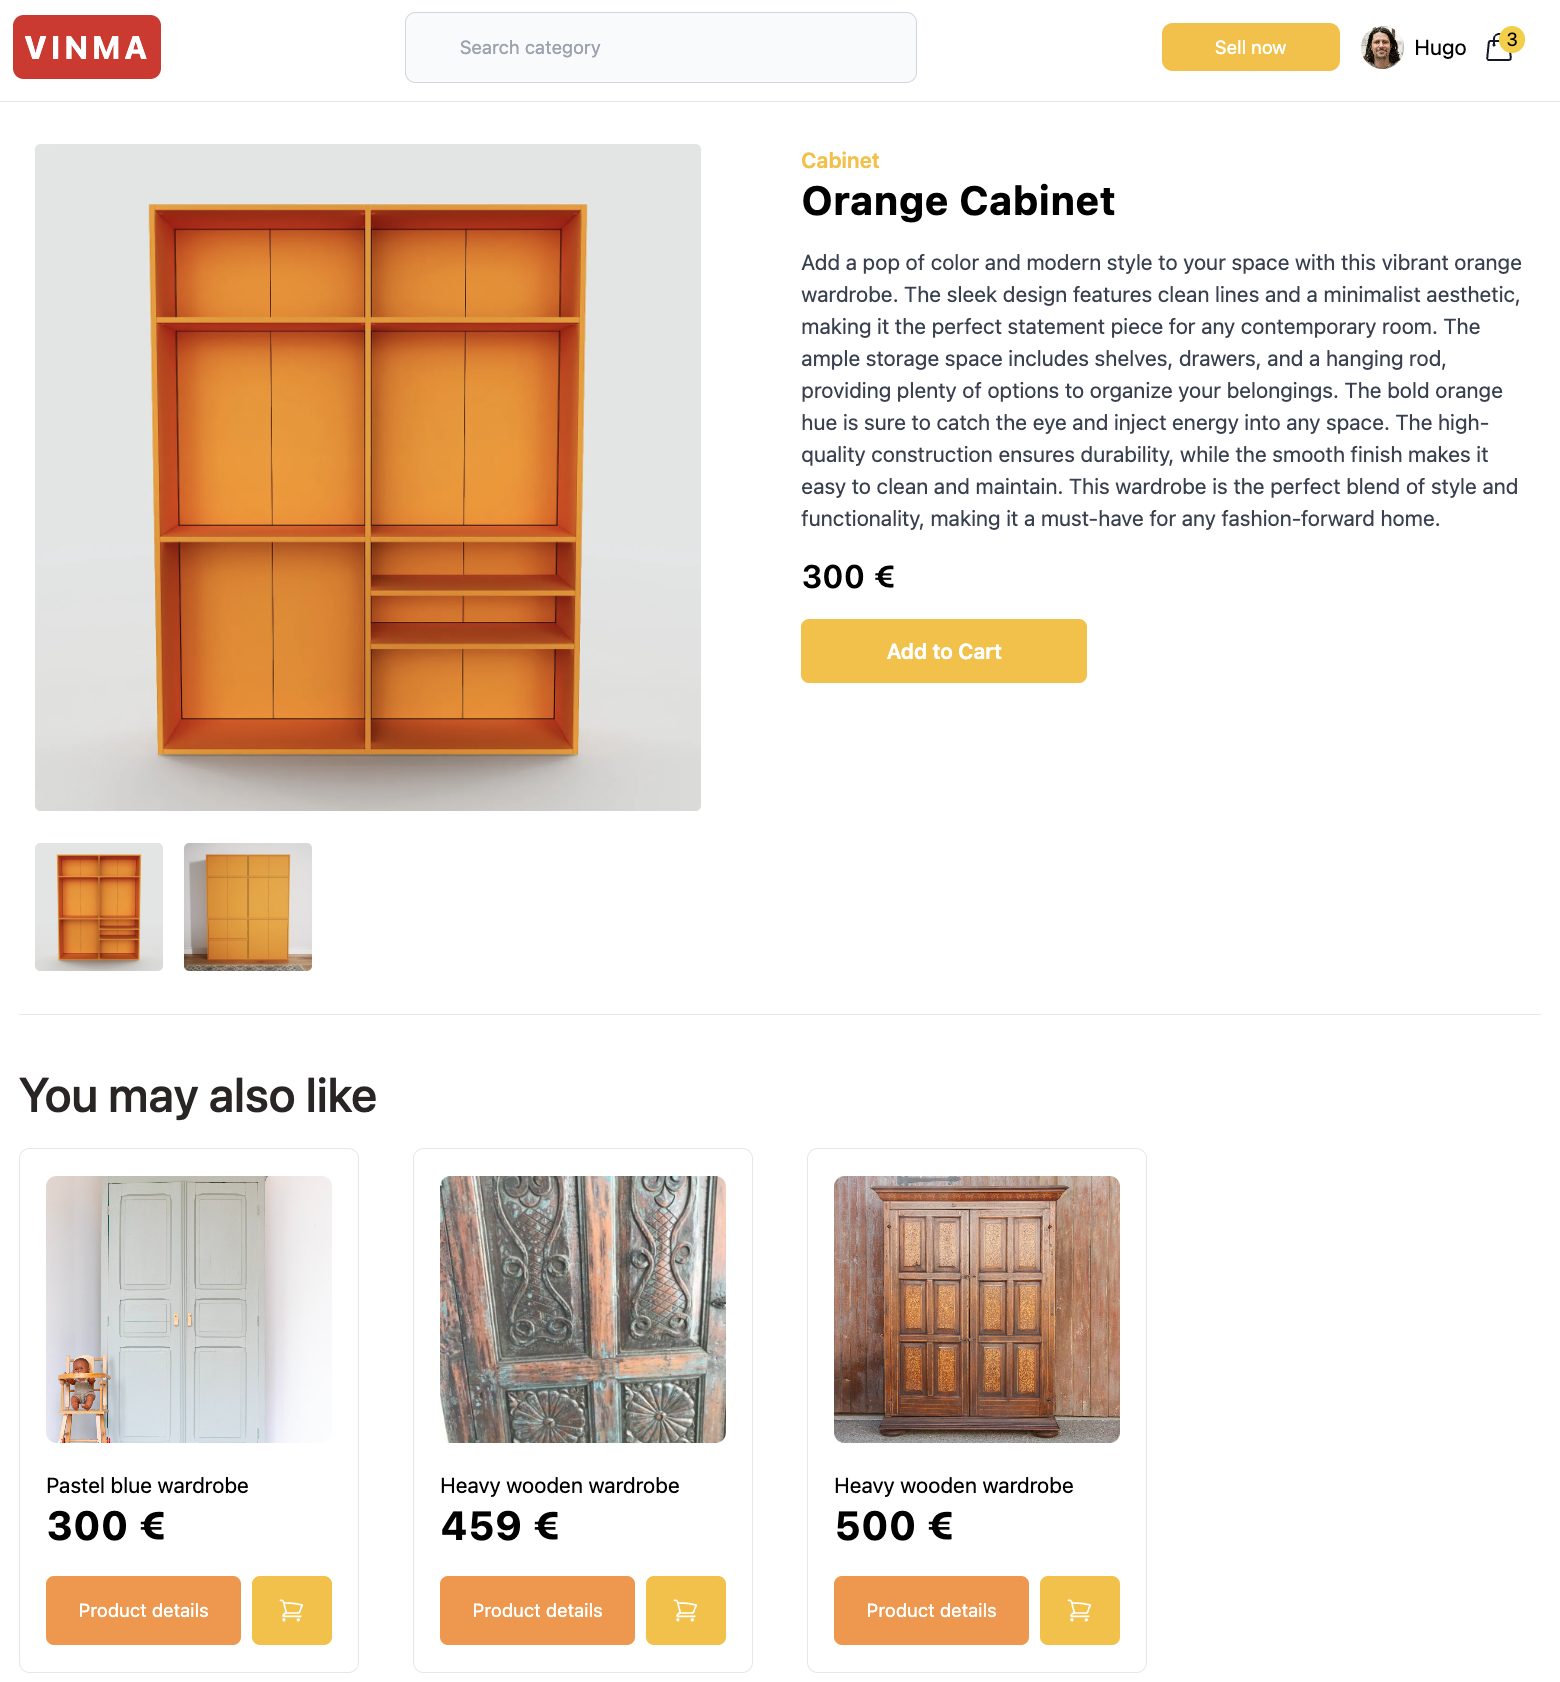 VINMA
Search category
Sell now
Hugo
3
Cabinet
Orange Cabinet
Add a pop of color and modern style to your space with this vibrant orange
wardrobe. The sleek design features clean lines and a minimalist aesthetic,
making it the perfect statement piece for any contemporary room. The
ample storage space includes shelves, drawers, and a hanging rod,
providing plenty of options to organize your belongings. The bold orange
hue is sure to catch the eye and inject energy into any space. The high-
quality construction ensures durability, while the smooth finish makes it
easy to clean and maintain. This wardrobe is the perfect blend of style and
functionality, making it a must-have for any fashion-forward home.
300 €
Add to Cart
You may also like
Pastel blue wardrobe
300 €
Product details
Heavy wooden wardrobe
459 €
Product details
Heavy wooden wardrobe
500 €
Product details